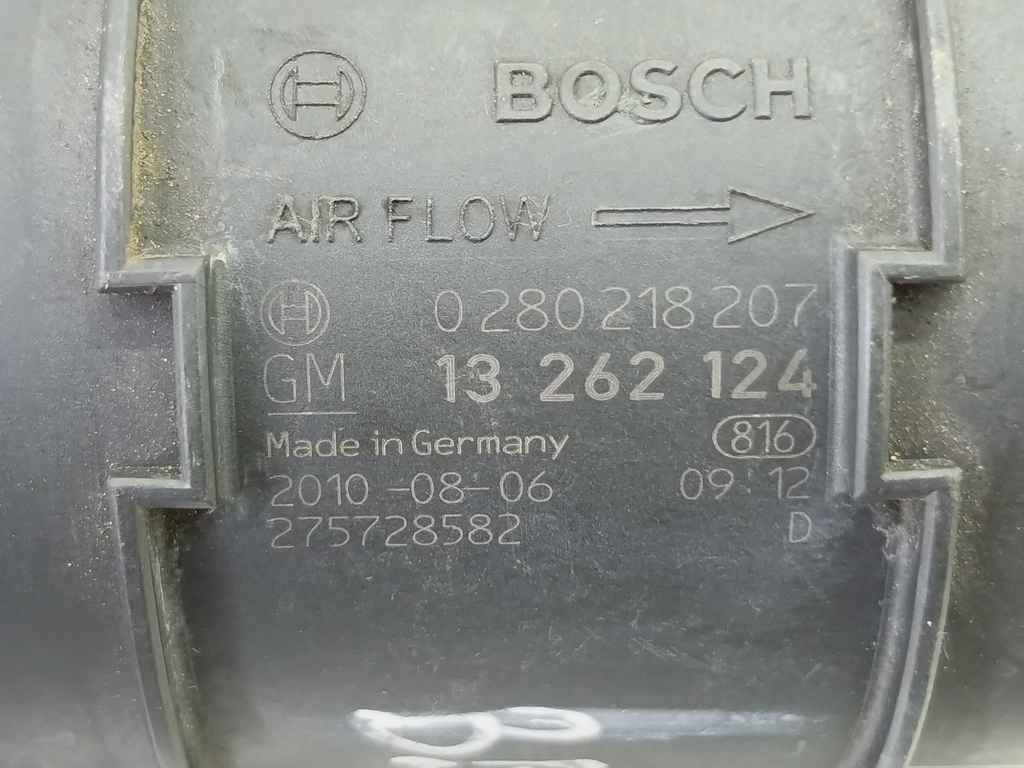 BOSCH
AIR FLOW
0 280 218 207
GM 13 262 124
Made in Germany 816
2010-08-06 09:12
275728582 D